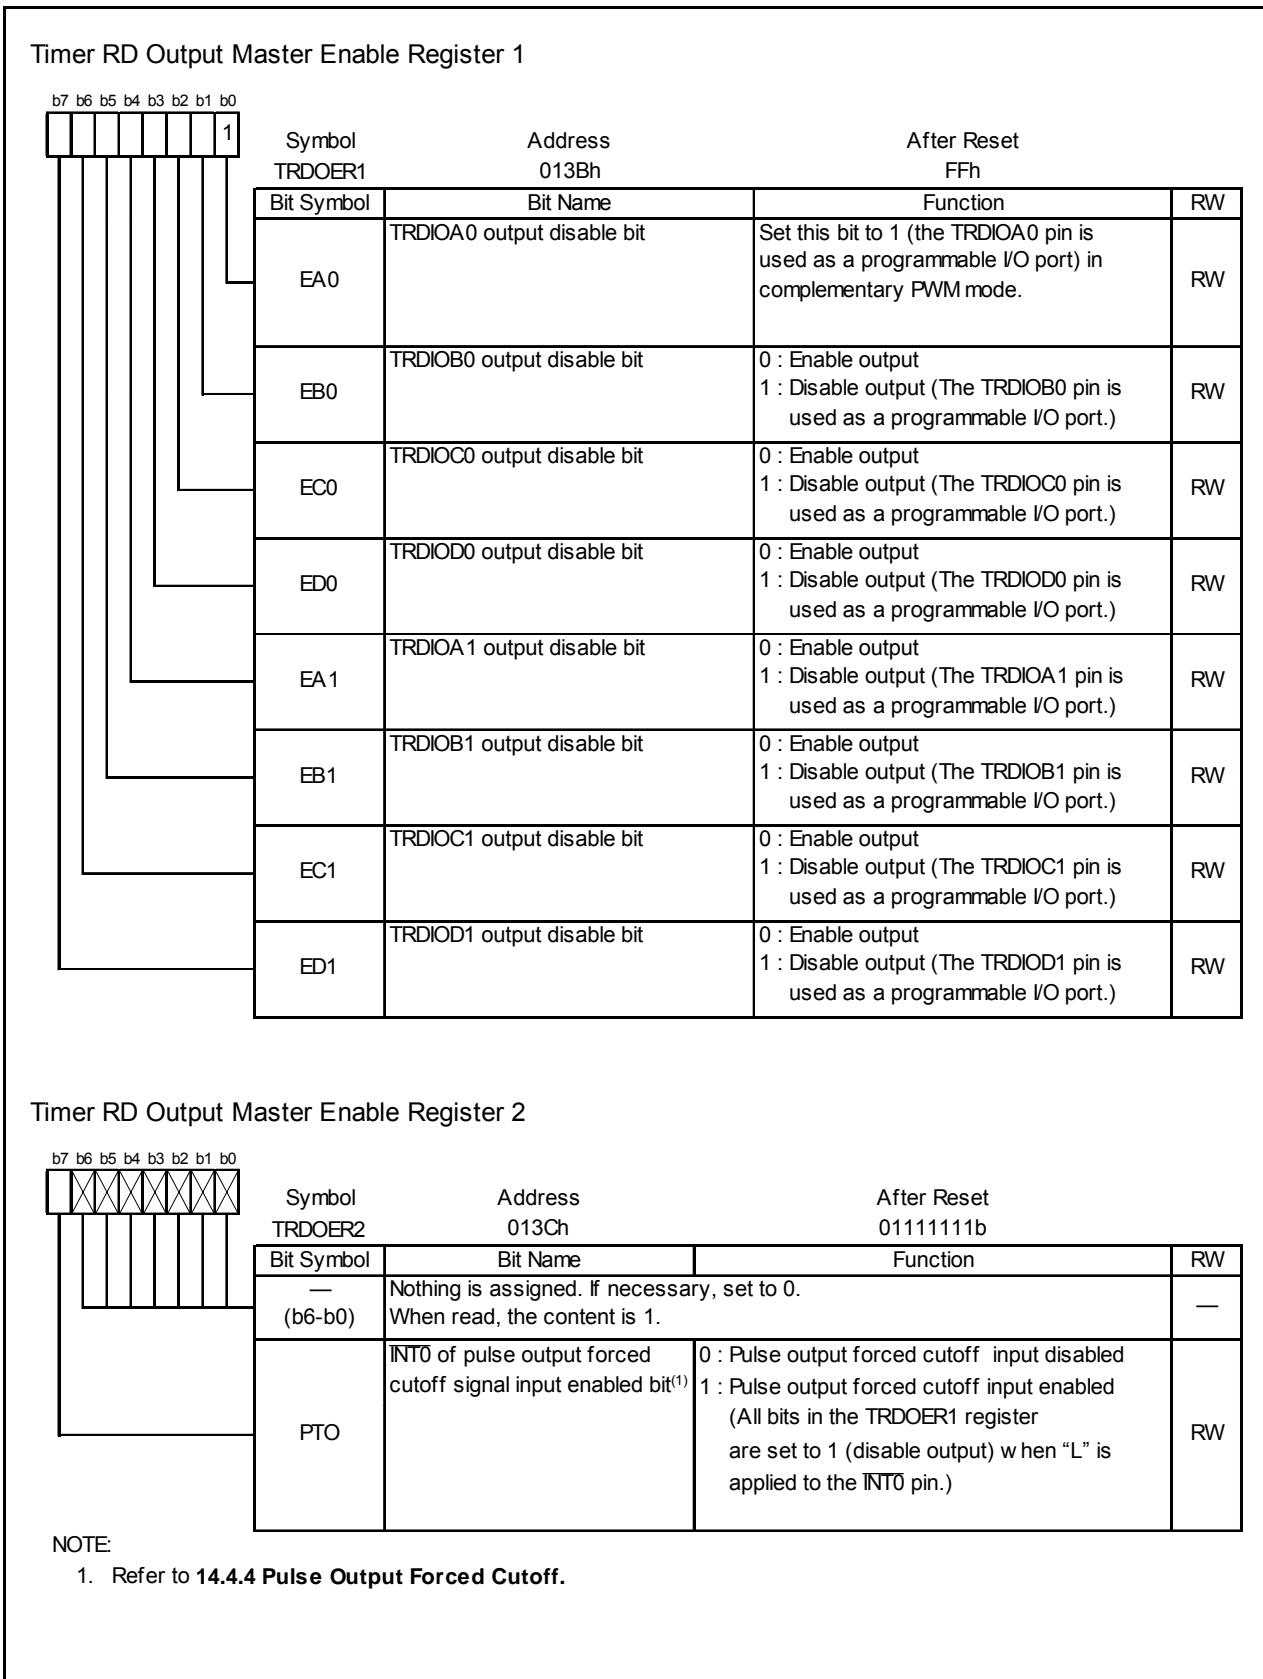 Timer RD Output Master Enable Register 1
b7 b6 b5 b4 b3 b2 b1 b0
1
Symbol Address After Reset
TRDOER1 013Bh FFh
Bit Symbol Bit Name Function RW
EA0 TRDIOA0 output disable bit Set this bit to 1 (the TRDIOA0 pin is RW
used as a programmable I/O port) in
complementary PWM mode.
EB0 TRDIOB0 output disable bit 0 : Enable output RW
1 : Disable output (The TRDIOB0 pin is
used as a programmable I/O port.)
EC0 TRDIOC0 output disable bit 0 : Enable output RW
1 : Disable output (The TRDIOC0 pin is
used as a programmable I/O port.)
ED0 TRDIOD0 output disable bit 0 : Enable output RW
1 : Disable output (The TRDIOD0 pin is
used as a programmable I/O port.)
EA1 TRDIOA1 output disable bit 0 : Enable output RW
1 : Disable output (The TRDIOA1 pin is
used as a programmable I/O port.)
EB1 TRDIOB1 output disable bit 0 : Enable output RW
1 : Disable output (The TRDIOB1 pin is
used as a programmable I/O port.)
EC1 TRDIOC1 output disable bit 0 : Enable output RW
1 : Disable output (The TRDIOC1 pin is
used as a programmable I/O port.)
ED1 TRDIOD1 output disable bit 0 : Enable output RW
1 : Disable output (The TRDIOD1 pin is
used as a programmable I/O port.)
Timer RD Output Master Enable Register 2
b7 b6 b5 b4 b3 b2 b1 b0
Symbol Address After Reset
TRDOER2 013Ch 01111111b
Bit Symbol Bit Name Function RW
— Nothing is assigned. If necessary, set to 0. —
(b6-b0) When read, the content is 1.
PTO I̅N̅T̅0̅ of pulse output forced 0 : Pulse output forced cutoff input disabled RW
cutoff signal input enabled bit(1) 1 : Pulse output forced cutoff input enabled
(All bits in the TRDOER1 register
are set to 1 (disable output) when “L” is
applied to the I̅N̅T̅0̅ pin.)
NOTE:
1. Refer to 14.4.4 Pulse Output Forced Cutoff.